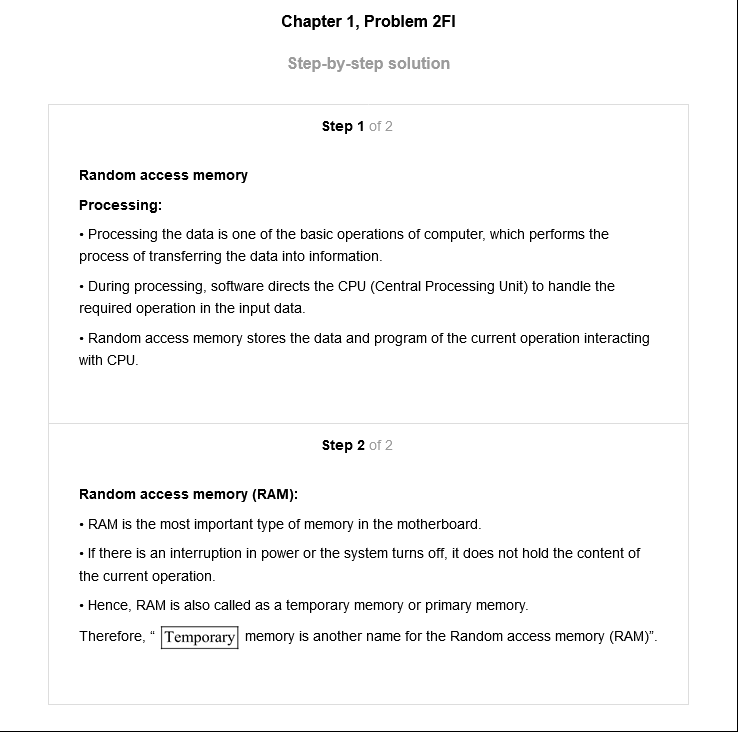 Chapter 1, Problem 2FI
Step-by-step solution
Step 1 of 2
Random access memory
Processing:
• Processing the data is one of the basic operations of computer, which performs the
process of transferring the data into information.
• During processing, software directs the CPU (Central Processing Unit) to handle the
required operation in the input data.
• Random access memory stores the data and program of the current operation interacting
with CPU.
Step 2 of 2
Random access memory (RAM):
• RAM is the most important type of memory in the motherboard.
• If there is an interruption in power or the system turns off, it does not hold the content of
the current operation.
• Hence, RAM is also called as a temporary memory or primary memory.
Therefore, “ Temporary memory is another name for the Random access memory (RAM)”.